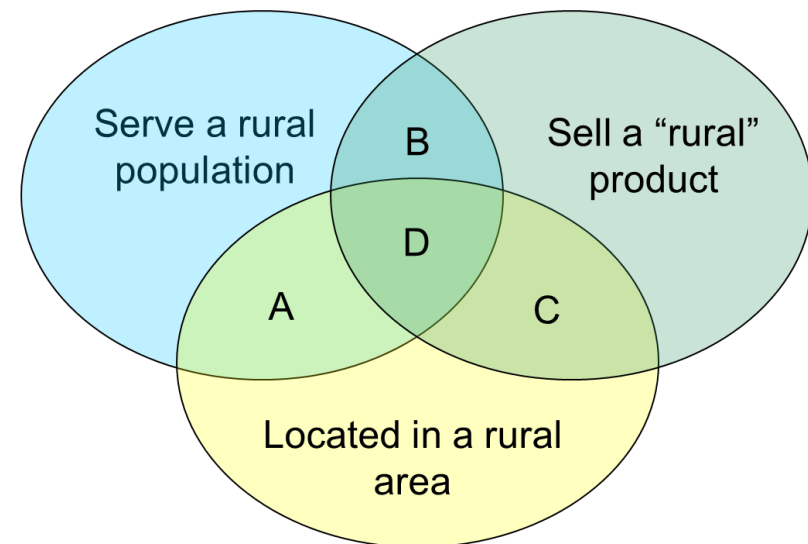 Serve a rural
population
B
Sell a “rural”
product
D
A
C
Located in a rural
area